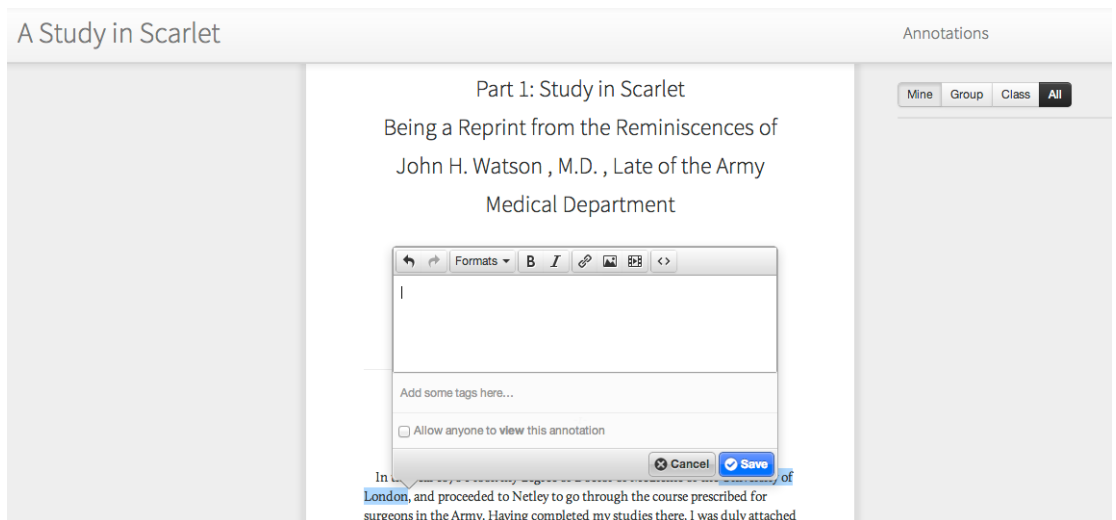 A Study in Scarlet
Annotations
Mine Group Class All
Part 1: Study in Scarlet
Being a Reprint from the Reminiscences of
John H. Watson , M.D. , Late of the Army
Medical Department
Formats B I
Add some tags here...
Allow anyone to view this annotation
Cancel Save
In of
London, and proceeded to Netley to go through the course prescribed for
surgeons in the Army. Having completed my studies there, I was duly attached